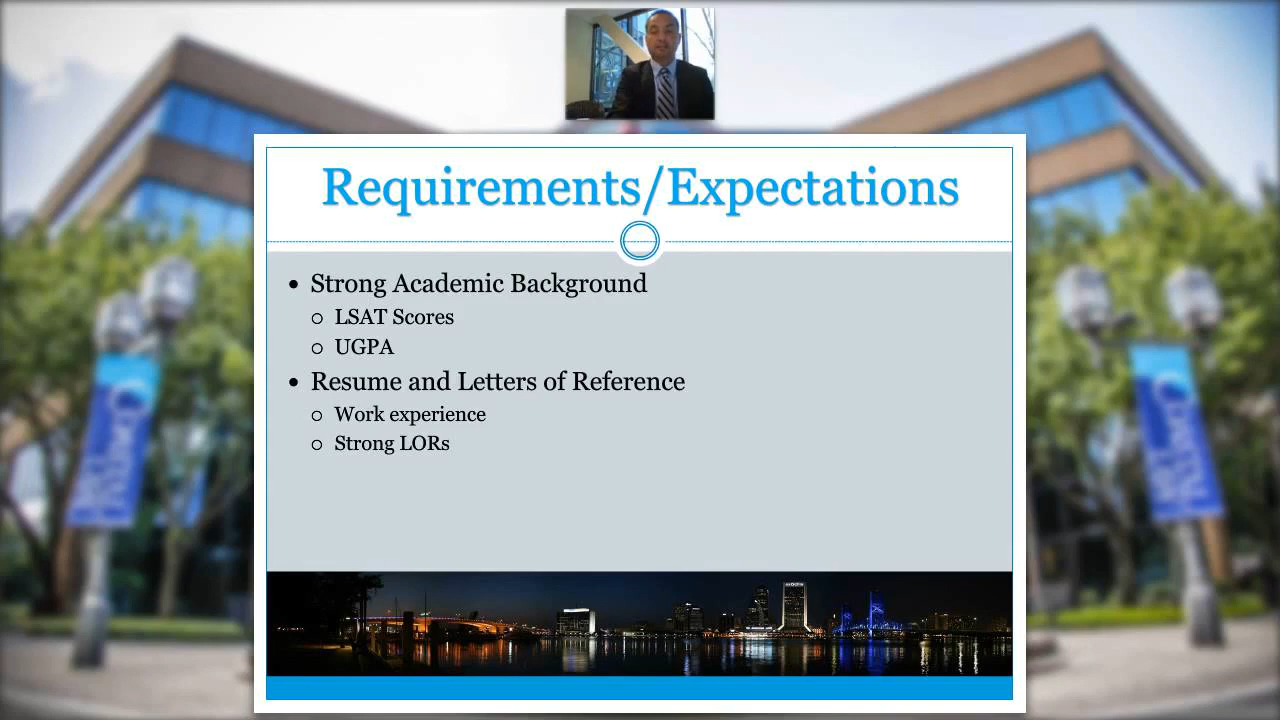 Requirements/Expectations
• Strong Academic Background
○ LSAT Scores
○ UGPA
• Resume and Letters of Reference
○ Work experience
○ Strong LORs